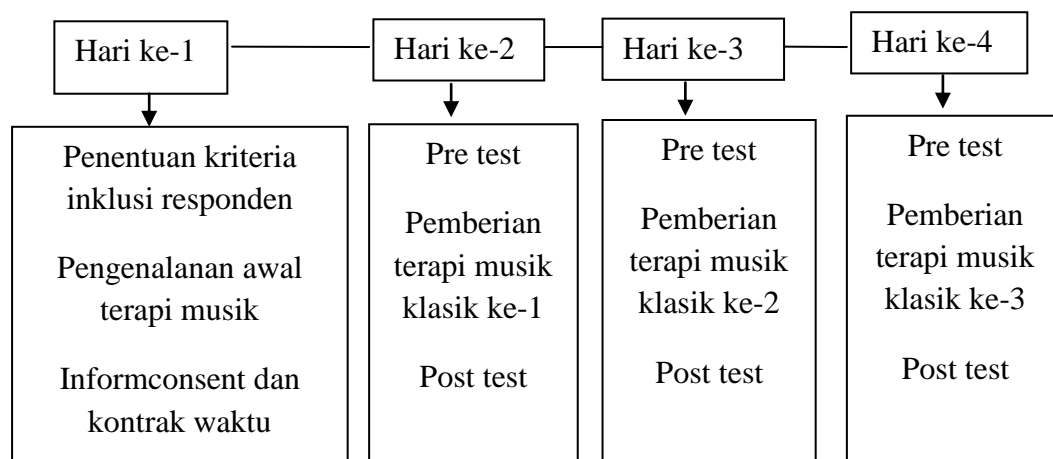 Hari ke-1
Hari ke-2
Hari ke-3
Hari ke-4
Penentuan kriteria
inklusi responden
Pengenalanan awal
terapi musik
Informconsent dan
kontrak waktu
Pre test
Pemberian
terapi musik
klasik ke-1
Post test
Pre test
Pemberian
terapi musik
klasik ke-2
Post test
Pre test
Pemberian
terapi musik
klasik ke-3
Post test